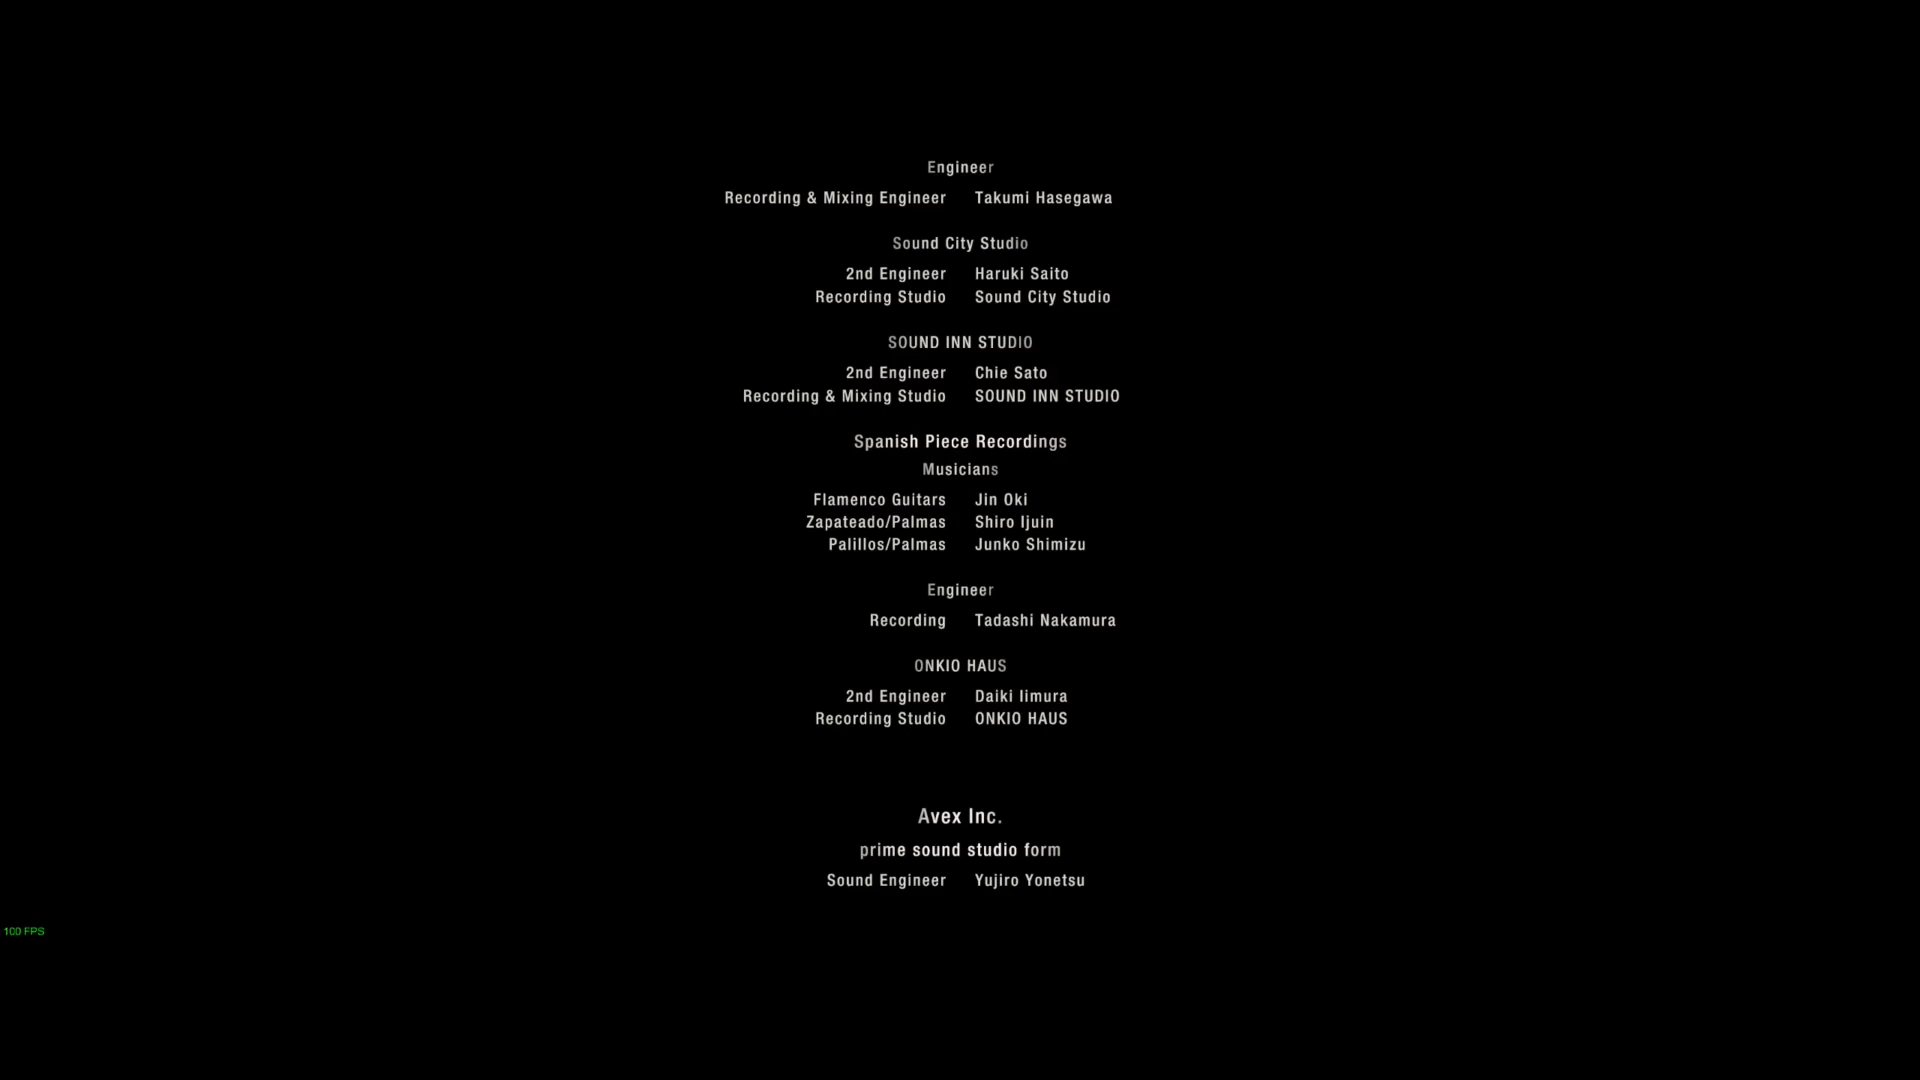 Engineer
Recording & Mixing Engineer Takumi Hasegawa
Sound City Studio
2nd Engineer Haruki Saito
Recording Studio Sound City Studio
SOUND INN STUDIO
2nd Engineer Chie Sato
Recording & Mixing Studio SOUND INN STUDIO
Spanish Piece Recordings
Musicians
Flamenco Guitars Jin Oki
Zapateado/Palmas Shiro Ijuin
Palillos/Palmas Junko Shimizu
Engineer
Recording Tadashi Nakamura
ONKIO HAUS
2nd Engineer Daiki Iimura
Recording Studio ONKIO HAUS
Avex Inc.
prime sound studio form
Sound Engineer Yujiro Yonetsu
100 FPS